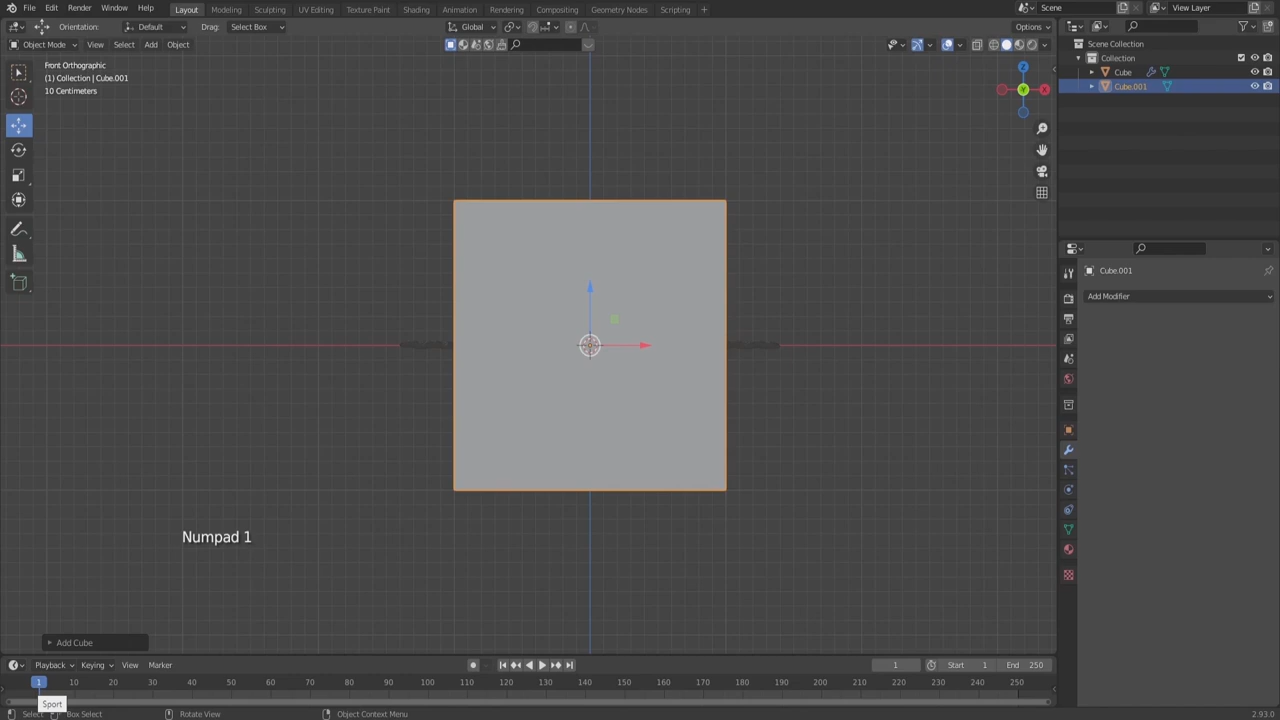 File Edit Render Window Help Layout Modeling Sculpting UV Editing Texture Paint Shading Animation Rendering Compositing Geometry Nodes Scripting + Scene View Layer
Orientation: Default Drag: Select Box Global Options
Object Mode View Select Add Object
Scene Collection
Collection
Cube
Cube.001
Front Orthographic
(1) Collection | Cube.001
10 Centimeters
Z
Y
X
Cube.001
Add Modifier
Numpad 1
Add Cube
Playback Keying View Marker 1 Start 1 End 250
1 10 20 30 40 50 60 70 80 90 100 110 120 130 140 150 160 170 180 190 200 210 220 230 240 250
Sport
Select Box Select Rotate View Object Context Menu 2.93.0